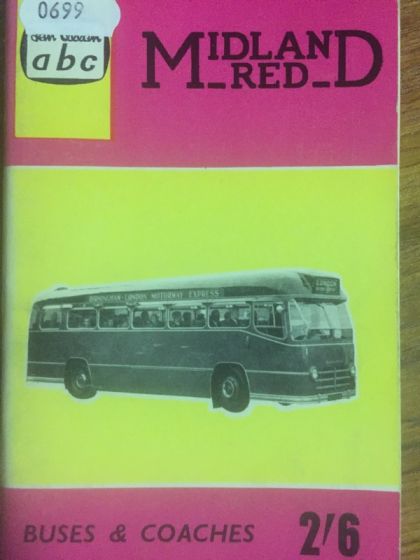 0699
abc
MIDLAND
RED
BIRMINGHAM - LONDON MOTORWAY EXPRESS
LONDON
BUSES & COACHES 2/6